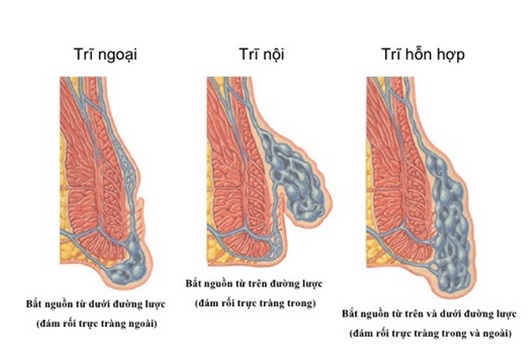 Trĩ ngoại
Trĩ nội
Trĩ hỗn hợp
Bắt nguồn từ dưới đường lược
(đám rối trực tràng ngoài)
Bắt nguồn từ trên đường lược
(đám rối trực tràng trong)
Bắt nguồn từ trên và dưới đường lược
(đám rối trực tràng trong và ngoài)